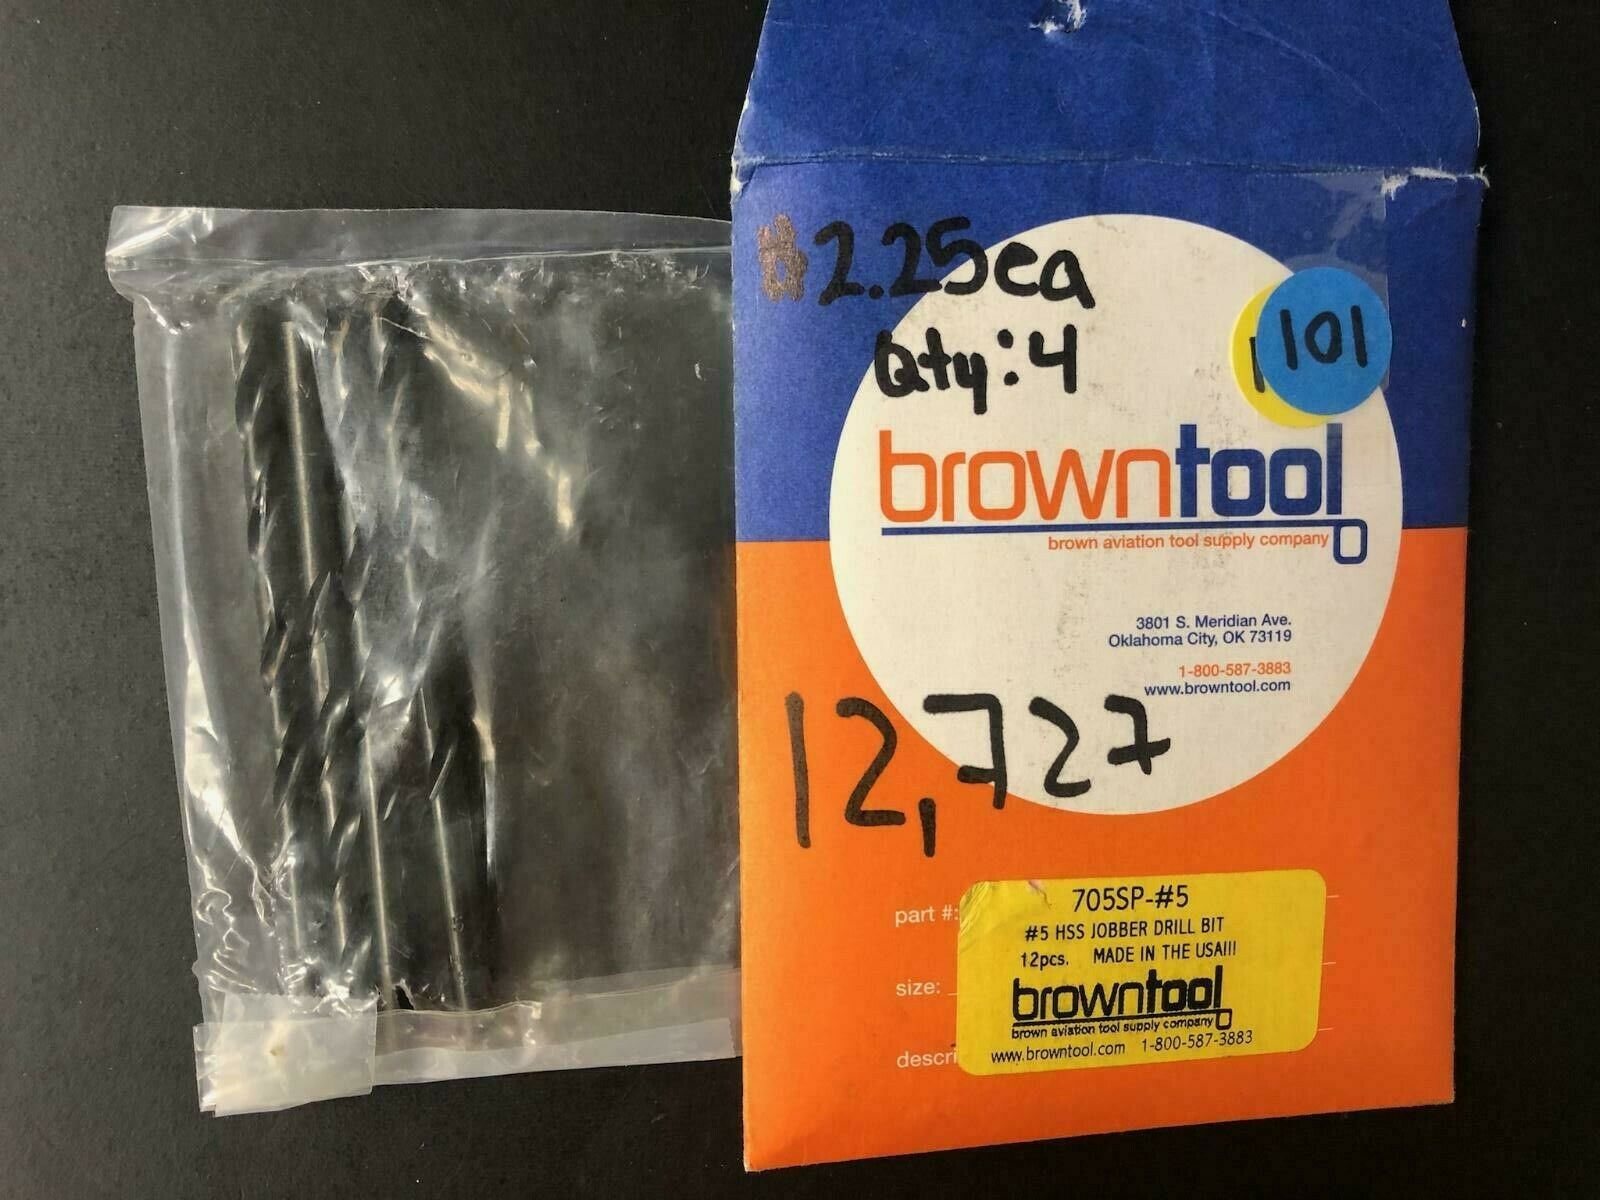 #2.25ea
Qty:4
101
browntool
brown aviation tool supply company
3801 S. Meridian Ave.
Oklahoma City, OK 73119
1-800-587-3883
www.browntool.com
12,727
part #:
705SP-#5
#5 HSS JOBBER DRILL BIT
12pcs. MADE IN THE USA!!!
size:
browntool
brown aviation tool supply company
descri
www.browntool.com 1-800-587-3883
5